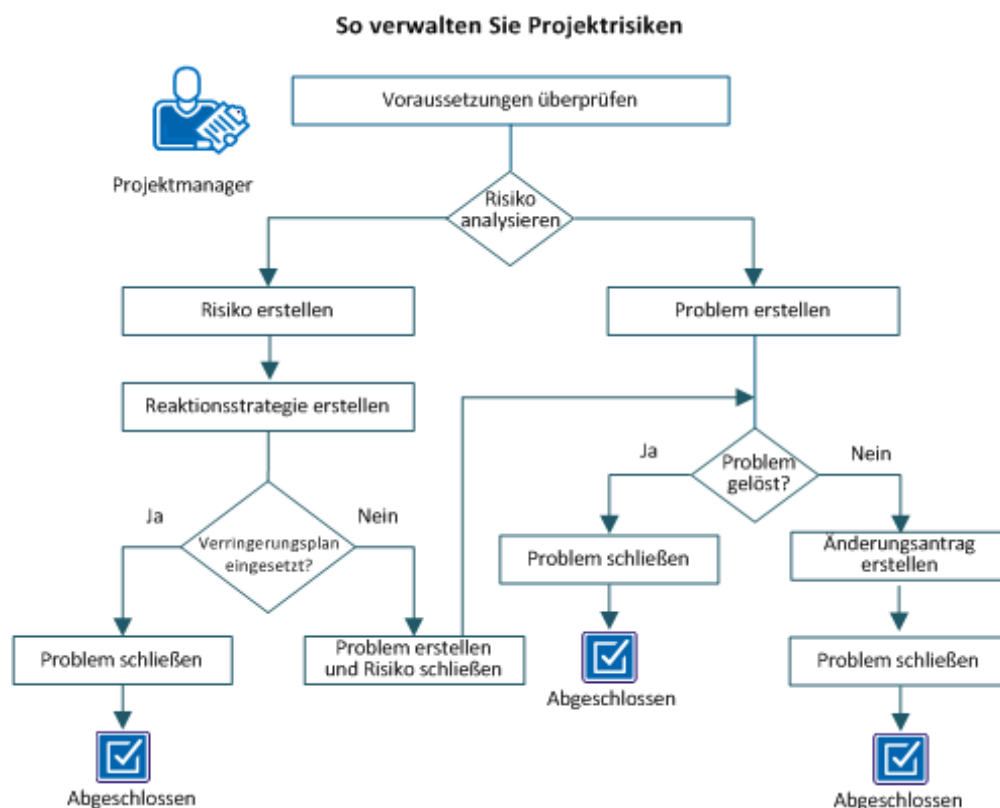 So verwalten Sie Projektrisiken
Voraussetzungen überprüfen
Projektmanager
Risiko
analysieren
Risiko erstellen
Problem erstellen
Reaktionsstrategie erstellen
Ja
Problem
gelöst?
Nein
Ja
Verringerungsplan
eingesetzt?
Nein
Problem schließen
Änderungsantrag
erstellen
Problem schließen
Problem erstellen
und Risiko schließen
Problem schließen
Abgeschlossen
Abgeschlossen
Abgeschlossen